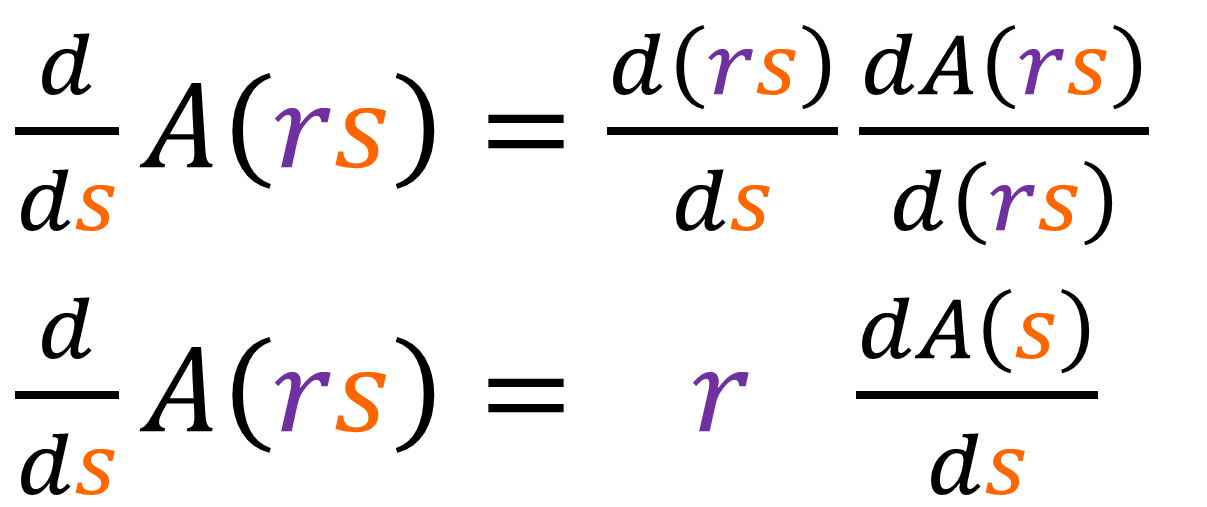 d/ds A(rs) = d(rs)/ds dA(rs)/d(rs)
d/ds A(rs) = r dA(s)/ds